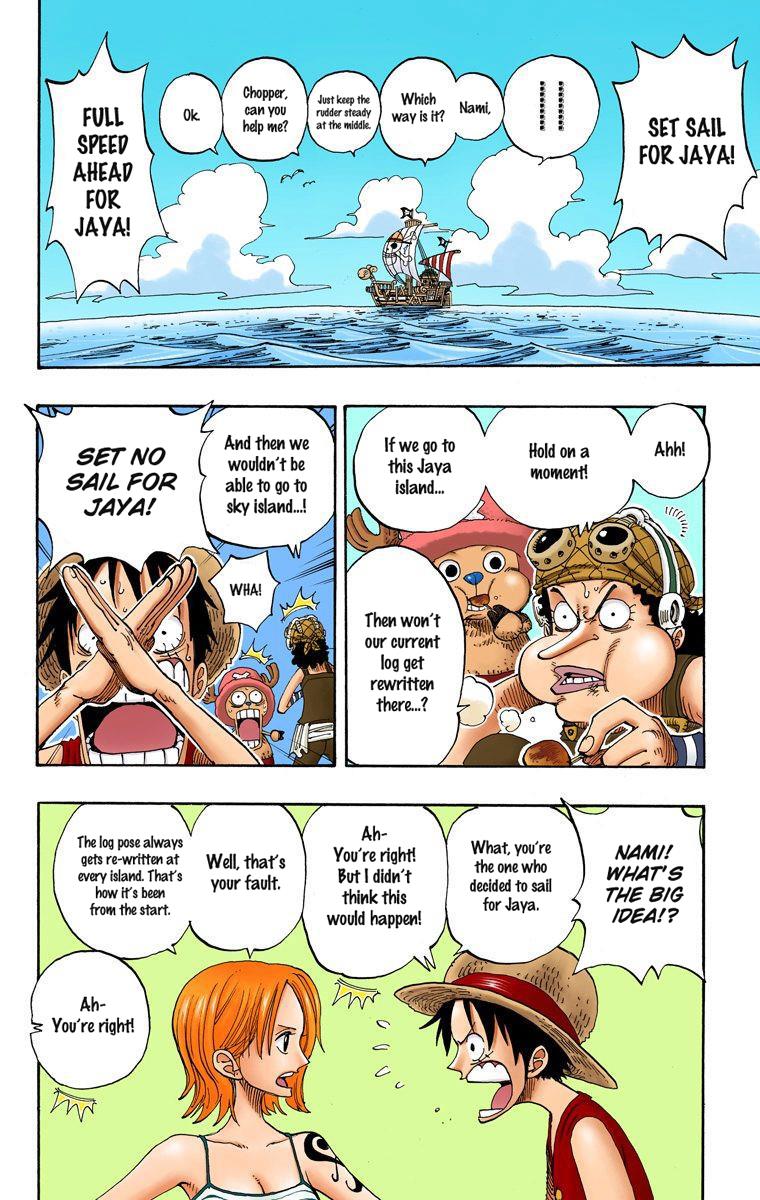 SET SAIL
FOR JAYA!
Nami,
Which
way is it?
Just keep the
rudder steady
at the middle.
Chopper,
can you
help me?
Ok.
FULL
SPEED
AHEAD
FOR
JAYA!
Ahh!
Hold on a
moment!
If we go to
this Jaya
island...
Then won't
our current
log get
rewritten
there...?
And then we
wouldn't be
able to go to
sky island...!
WHA!
SET NO
SAIL FOR
JAYA!
NAMI!
WHAT'S
THE BIG
IDEA!?
What, you're
the one who
decided to sail
for Jaya.
Ah-
You're right!
But I didn't
think this
would happen!
Well, that's
your fault.
The log pose always
gets re-written at
every island. That's
how it's been
from the start.
Ah-
You're right!